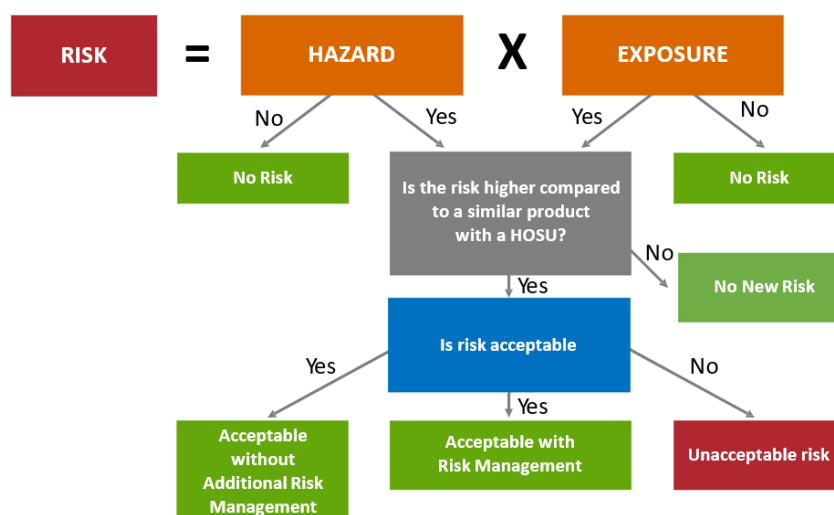 RISK
=
HAZARD
X
EXPOSURE
No
Yes
Yes
No
No Risk
Is the risk higher compared
to a similar product
with a HOSU?
No Risk
No
No New Risk
Yes
Is risk acceptable
Yes
Yes
No
Acceptable
without
Additional Risk
Management
Acceptable with
Risk Management
Unacceptable risk